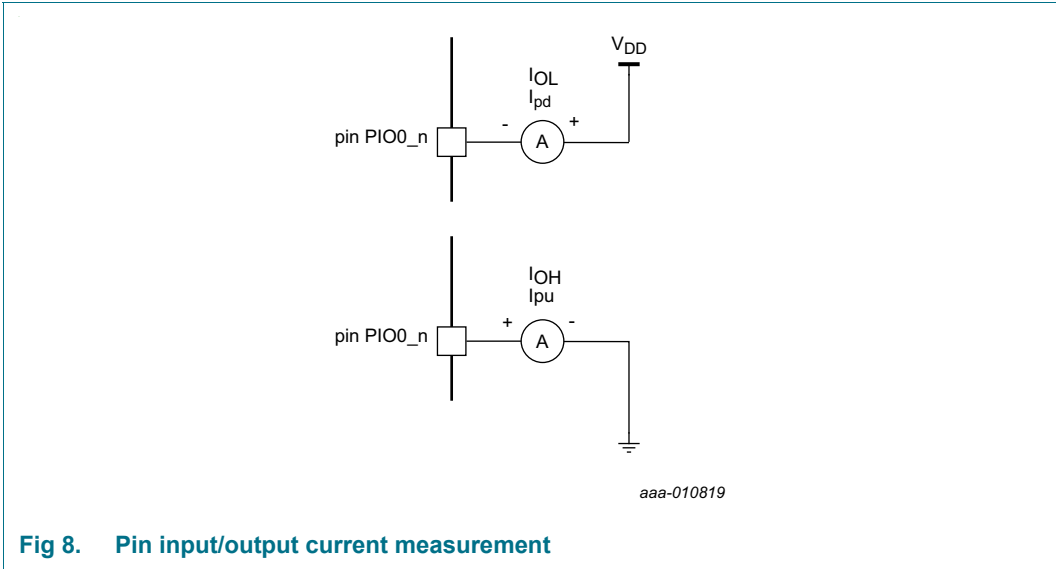 VDD
IOL
Ipd
- +
pin PIO0_n
A
IOH
Ipu
+ -
pin PIO0_n
A
aaa-010819
Fig 8. Pin input/output current measurement